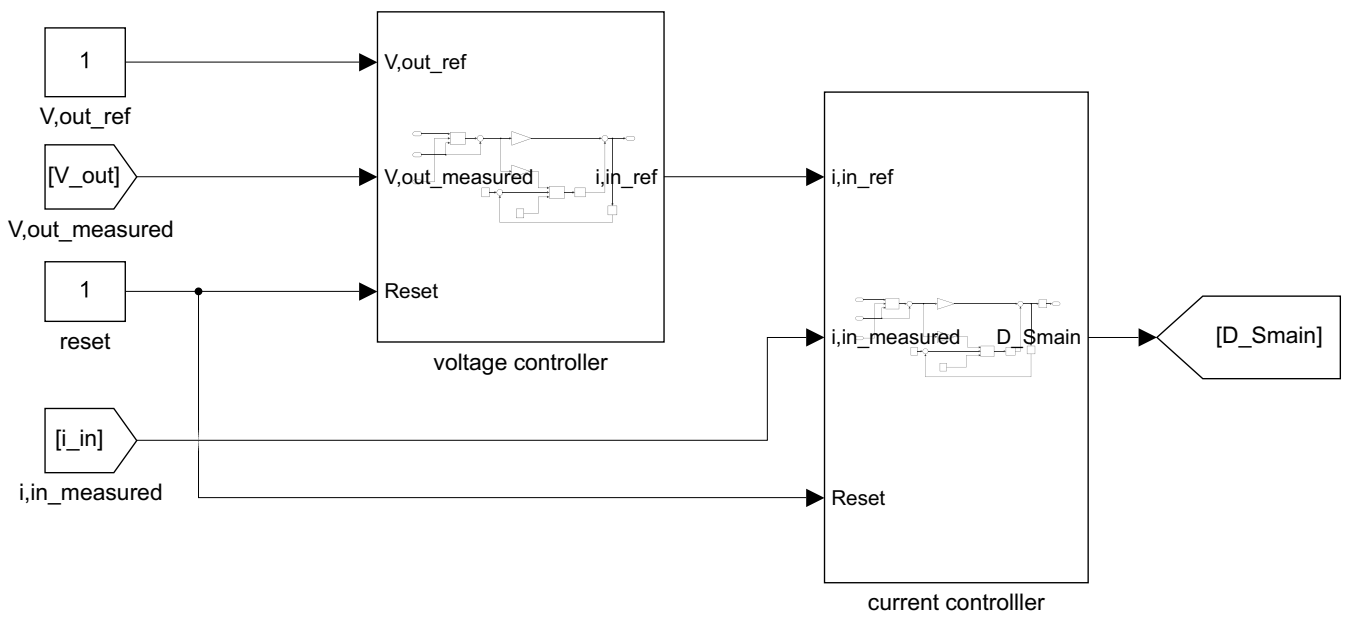 1
V,out_ref
[V_out]
V,out_measured
1
reset
[i_in]
i,in_measured
V,out_ref
V,out_measured
i,in_ref
Reset
voltage controller
i,in_ref
i,in_measured
D_Smain
Reset
current controlller
[D_Smain]